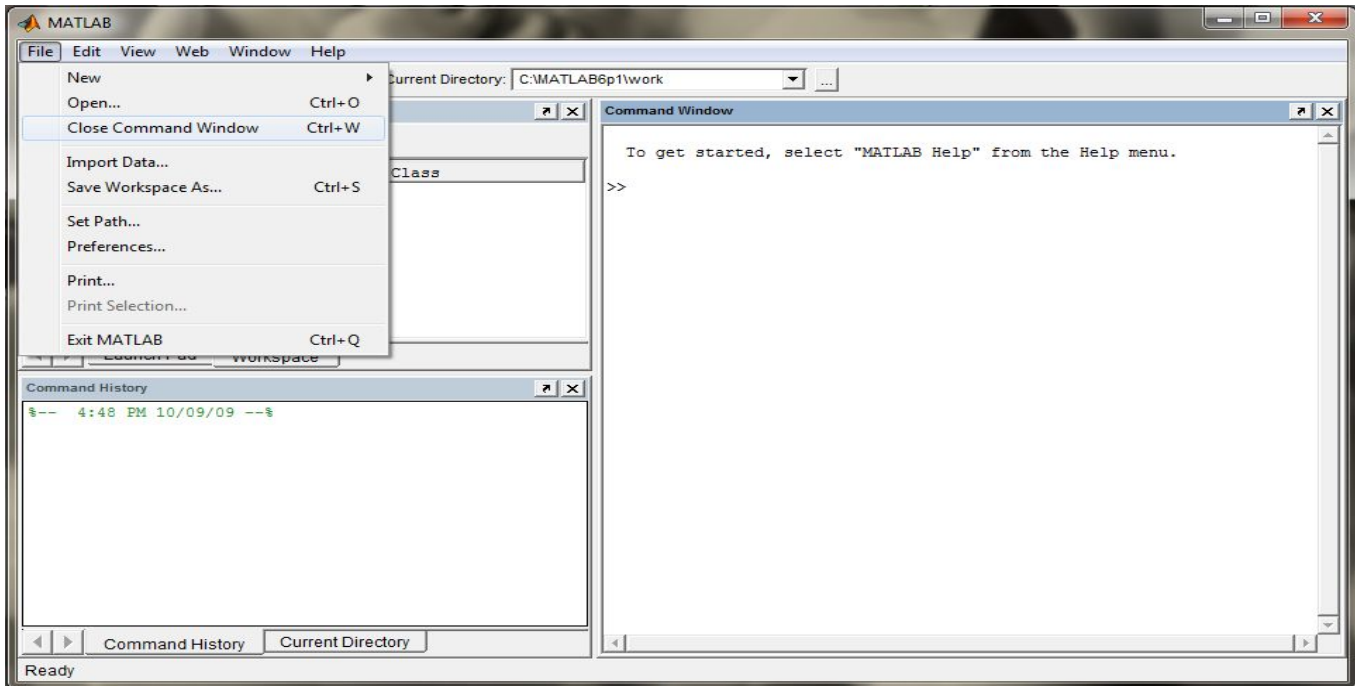 MATLAB
File Edit View Web Window Help
New
Current Directory: C:\MATLAB6p1\work ...
Open... Ctrl+O
Close Command Window Ctrl+W
Import Data...
Save Workspace As... Ctrl+S
Set Path...
Preferences...
Print...
Print Selection...
Exit MATLAB Ctrl+Q
Class
Launch Pad Workspace
Command History
%-- 4:48 PM 10/09/09 --%
Command History Current Directory
Command Window
To get started, select "MATLAB Help" from the Help menu.
>>
Ready